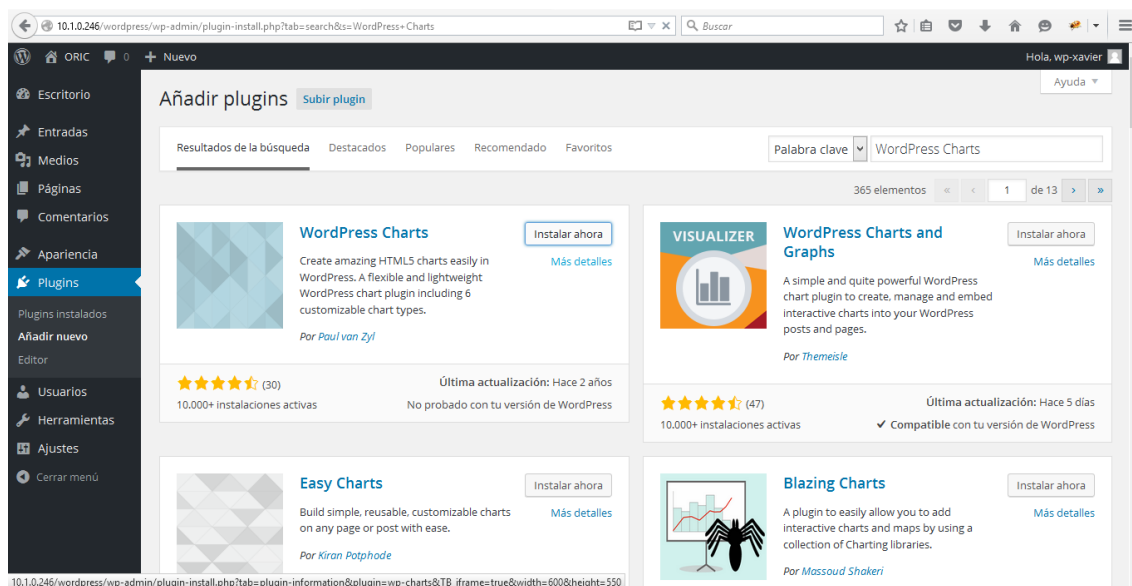 10.1.0.246/wordpress/wp-admin/plugin-install.php?tab=search&s=WordPress+Charts
Buscar
ORIC 0 + Nuevo
Hola, wp-xavier
Escritorio
Entradas
Medios
Páginas
Comentarios
Apariencia
Plugins
Plugins instalados
Añadir nuevo
Editor
Usuarios
Herramientas
Ajustes
Cerrar menú
Ayuda
Añadir plugins Subir plugin
Resultados de la búsqueda Destacados Populares Recomendado Favoritos
Palabra clave WordPress Charts
365 elementos « ‹ 1 de 13 › »
WordPress Charts
Instalar ahora
Más detalles
Create amazing HTML5 charts easily in
WordPress. A flexible and lightweight
WordPress chart plugin including 6
customizable chart types.
Por Paul van Zyl
(30)
10.000+ instalaciones activas
Última actualización: Hace 2 años
No probado con tu versión de WordPress
VISUALIZER
WordPress Charts and
Graphs
Instalar ahora
Más detalles
A simple and quite powerful WordPress
chart plugin to create, manage and embed
interactive charts into your WordPress
posts and pages.
Por Themeisle
(47)
10.000+ instalaciones activas
Última actualización: Hace 5 días
✔ Compatible con tu versión de WordPress
Easy Charts
Instalar ahora
Más detalles
Build simple, reusable, customizable charts
on any page or post with ease.
Por Kiran Potphode
Blazing Charts
Instalar ahora
Más detalles
A plugin to easily allow you to add
interactive charts and maps by using a
collection of Charting libraries.
Por Massoud Shakeri
10.1.0.246/wordpress/wp-admin/plugin-install.php?tab=plugin-information&plugin=wp-charts&TB_iframe=true&width=600&height=550